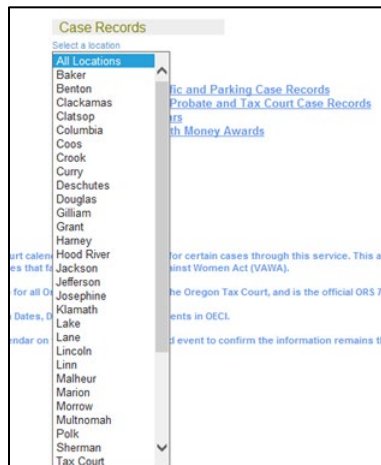 Case Records
Select a location
All Locations
Baker
Benton
fic and Parking Case Records
Clackamas
Probate and Tax Court Case Records
Clatsop
rs
Columbia
th Money Awards
Coos
Crook
Curry
Deschutes
Douglas
Gilliam
Grant
Harney
Hood River
urt calen
for certain cases through this service. This a
Jackson
es that fa
inst Women Act (VAWA).
Jefferson
Josephine
for all O
he Oregon Tax Court, and is the official ORS 7
Klamath
Lake
Dates, D
ents in OECI.
Lane
Lincoln
ndar on
d event to confirm the information remains th
Linn
Malheur
Marion
Morrow
Multnomah
Polk
Sherman
Tax Court